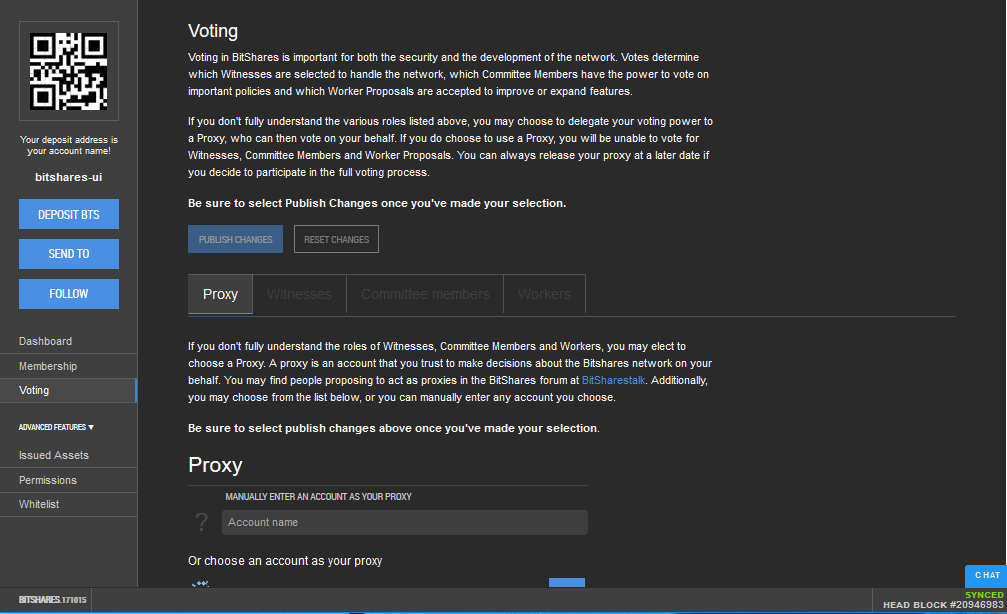 Voting
Voting in BitShares is important for both the security and the development of the network. Votes determine
which Witnesses are selected to handle the network, which Committee Members have the power to vote on
important policies and which Worker Proposals are accepted to improve or expand features.
If you don't fully understand the various roles listed above, you may choose to delegate your voting power to
a Proxy, who can then vote on your behalf. If you do choose to use a Proxy, you will be unable to vote for
Witnesses, Committee Members and Worker Proposals. You can always release your proxy at a later date if
you decide to participate in the full voting process.
Be sure to select Publish Changes once you've made your selection.
PUBLISH CHANGES
RESET CHANGES
Proxy
Witnesses
Committee members
Workers
If you don't fully understand the roles of Witnesses, Committee Members and Workers, you may elect to
choose a Proxy. A proxy is an account that you trust to make decisions about the Bitshares network on your
behalf. You may find people proposing to act as proxies in the BitShares forum at BitSharestalk. Additionally,
you may choose from the list below, or you can manually enter any account you choose.
Be sure to select publish changes above once you've made your selection.
Proxy
MANUALLY ENTER AN ACCOUNT AS YOUR PROXY
?
Account name
Or choose an account as your proxy
Your deposit address is
your account name!
bitshares-ui
DEPOSIT BTS
SEND TO
FOLLOW
Dashboard
Membership
Voting
ADVANCED FEATURES ▼
Issued Assets
Permissions
Whitelist
BITSHARES.171015
CHAT
SYNCED
HEAD BLOCK #20946983